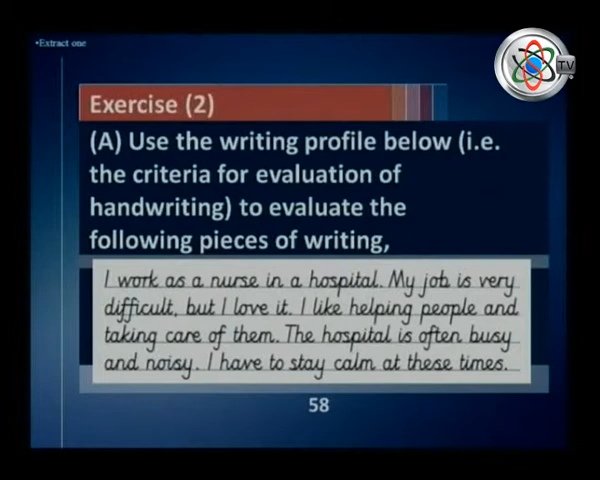 •Extract one
TV
Exercise (2)
(A) Use the writing profile below (i.e.
the criteria for evaluation of
handwriting) to evaluate the
following pieces of writing,
I work as a nurse in a hospital. My job is very
difficult, but I love it. I like helping people and
taking care of them. The hospital is often busy
and noisy. I have to stay calm at these times.
58